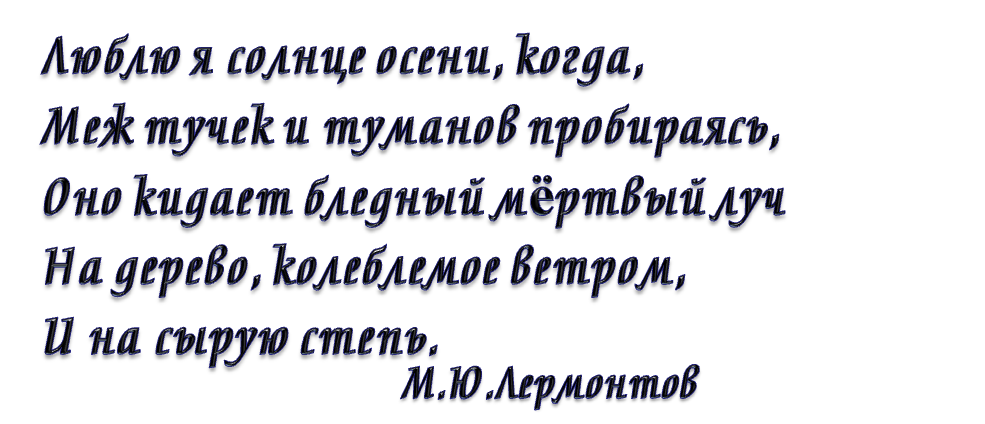 Люблю я солнце осени, когда,
Меж тучек и туманов пробираясь,
Оно кидает бледный мёртвый луч
На дерево, колеблемое ветром,
И на сырую степь.
М.Ю.Лермонтов